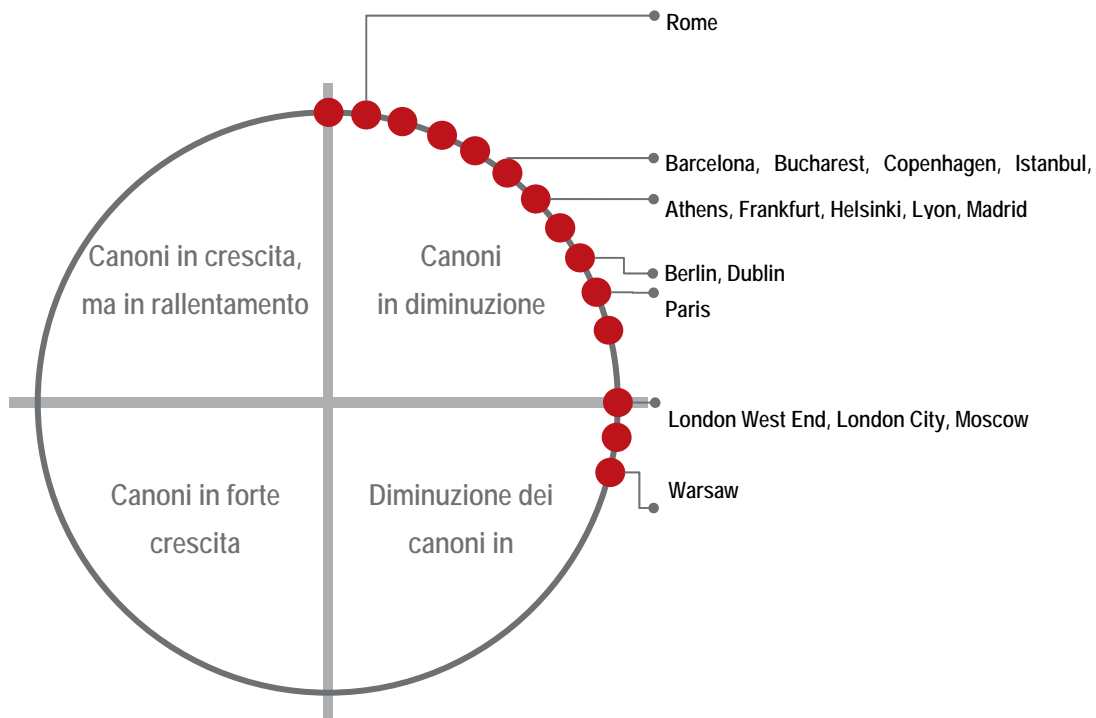 Rome
Barcelona, Bucharest, Copenhagen, Istanbul,
Athens, Frankfurt, Helsinki, Lyon, Madrid
Canoni in crescita,
ma in rallentamento
Canoni
in diminuzione
Berlin, Dublin
Paris
London West End, London City, Moscow
Canoni in forte
crescita
Diminuzione dei
canoni in
Warsaw